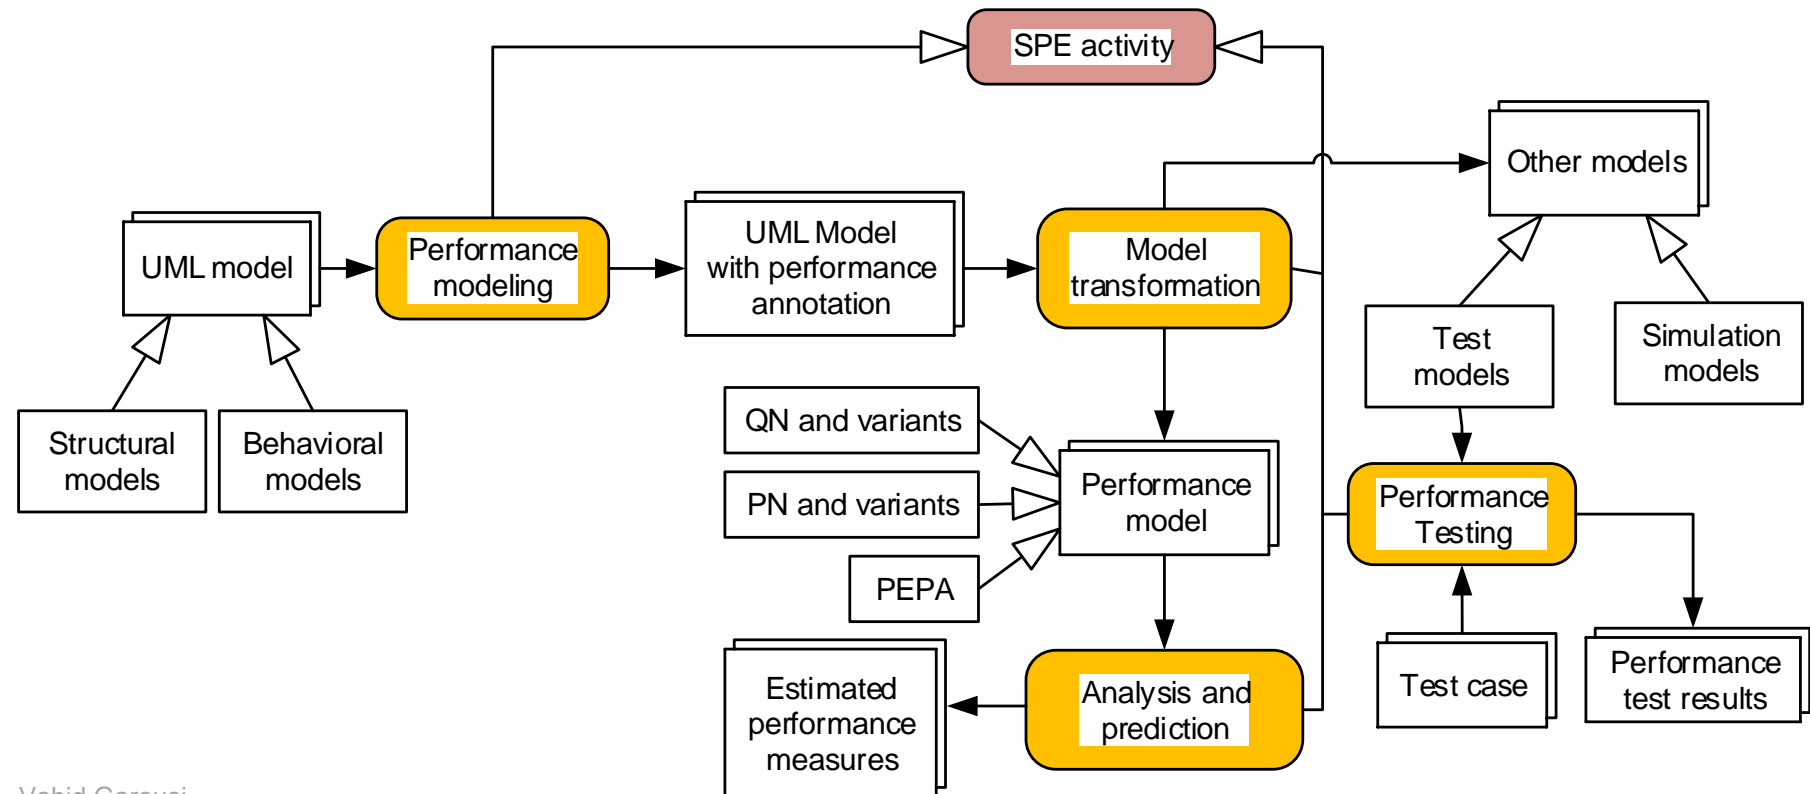 SPE activity
Other models
UML model
Performance
modeling
UML Model
with performance
annotation
Model
transformation
Test
models
Simulation
models
Structural
models
Behavioral
models
QN and variants
PN and variants
PEPA
Performance
model
Performance
Testing
Estimated
performance
measures
Analysis and
prediction
Test case
Performance
test results